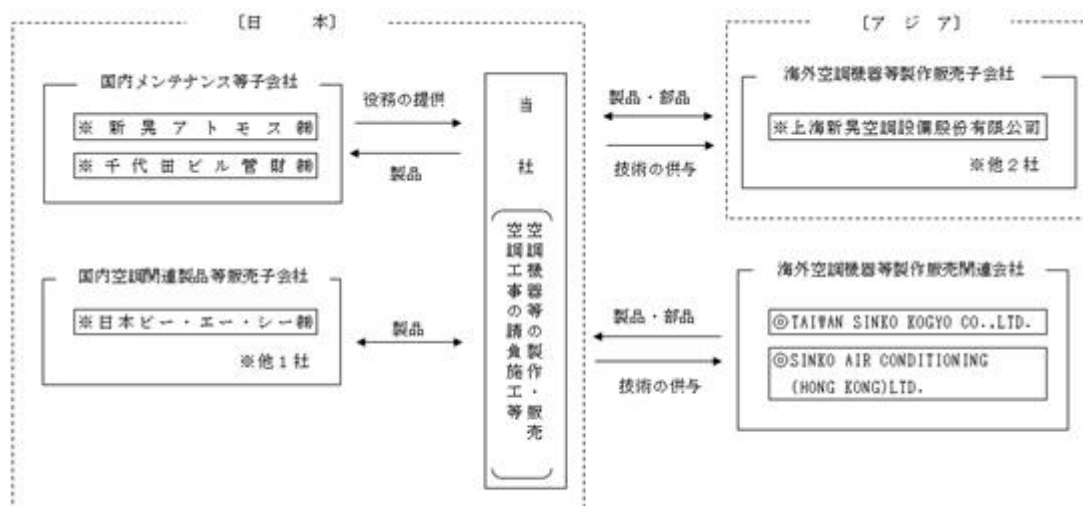 〔日 本〕
国内メンテナンス等子会社
※新晃アトモス㈱
※千代田ビル管財㈱
役務の提供
製品
国内空調関連製品等販売子会社
※日本ビー・エー・シー㈱
※他1社
製品
当社
空調機器等の製作・販売
空調工事の請負施工等
〔アジア〕
海外空調機器等製作販売子会社
※上海新晃空調設備股份有限公司
※他2社
製品・部品
技術の供与
海外空調機器等製作販売関連会社
◎TAIWAN SINKO KOGYO CO.,LTD.
◎SINKO AIR CONDITIONING
(HONG KONG)LTD.
製品・部品
技術の供与